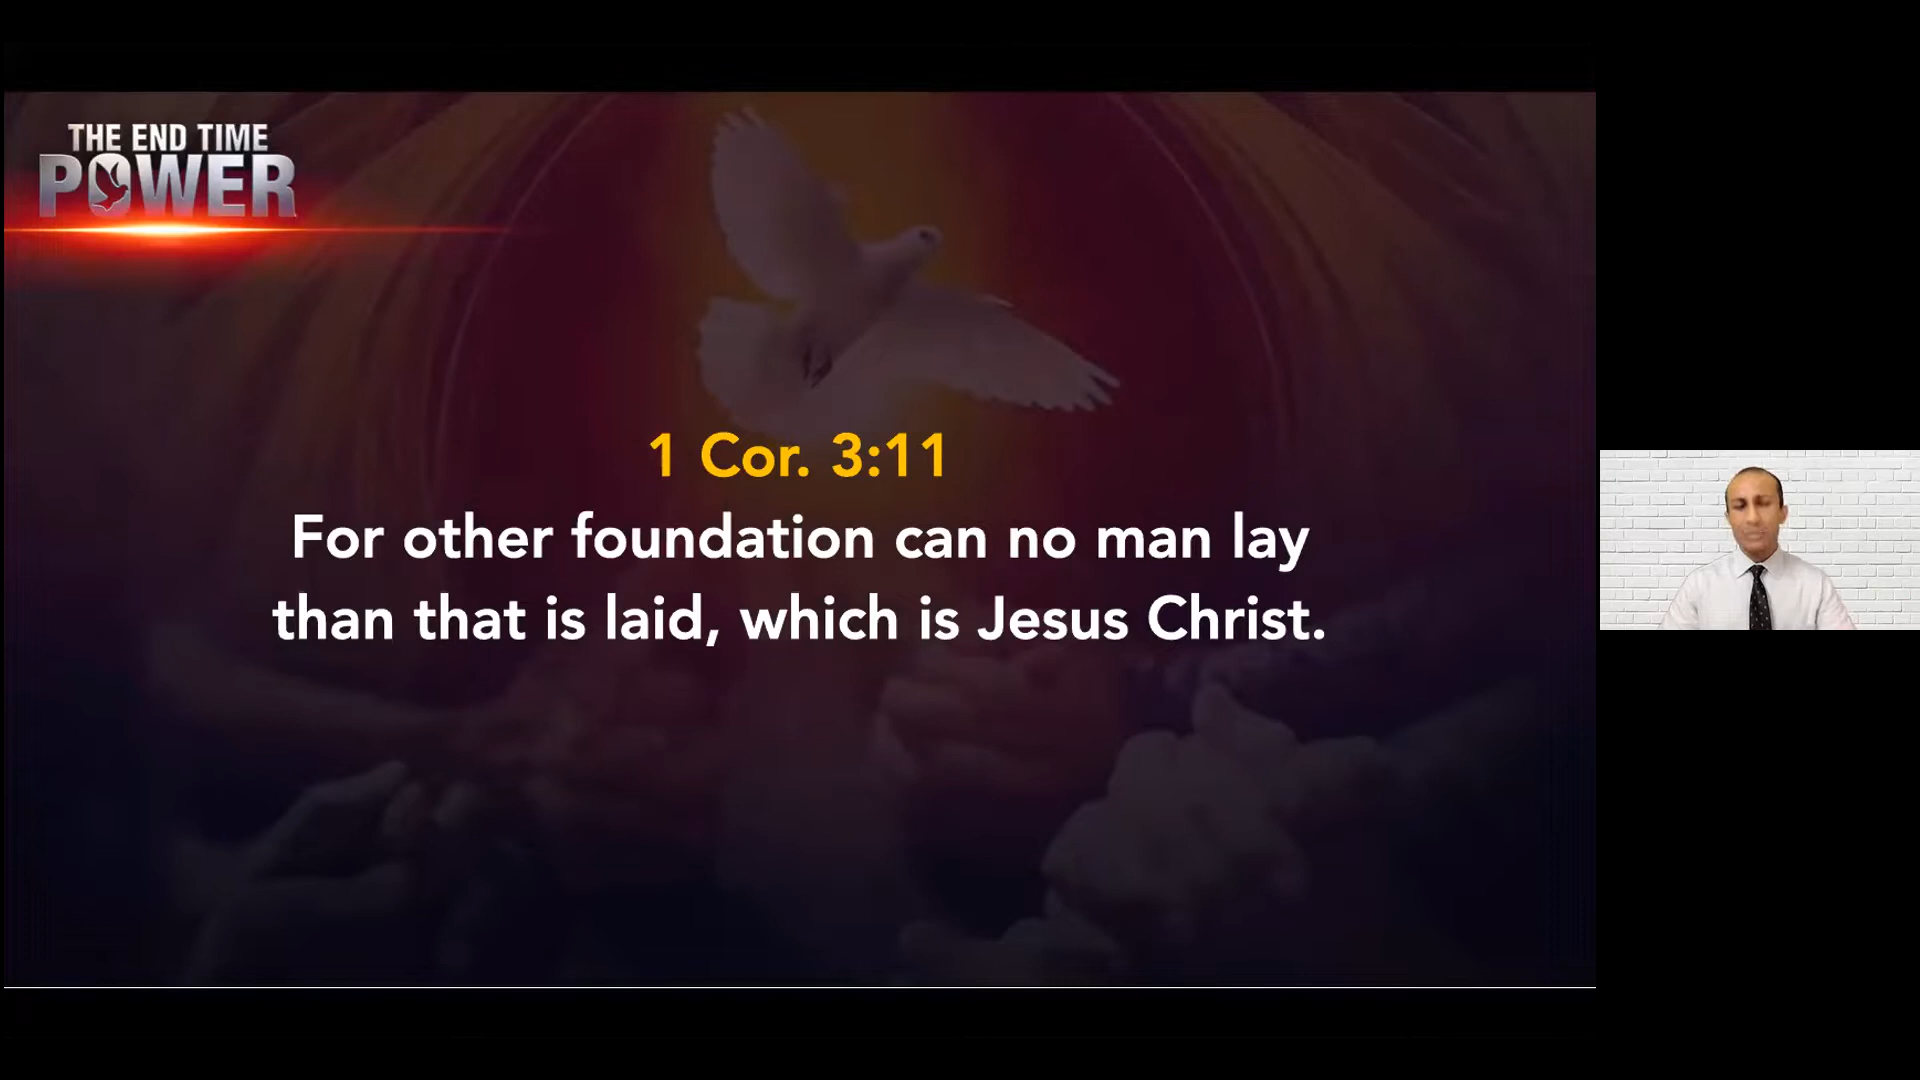 THE END TIME
POWER
1 Cor. 3:11
For other foundation can no man lay
than that is laid, which is Jesus Christ.